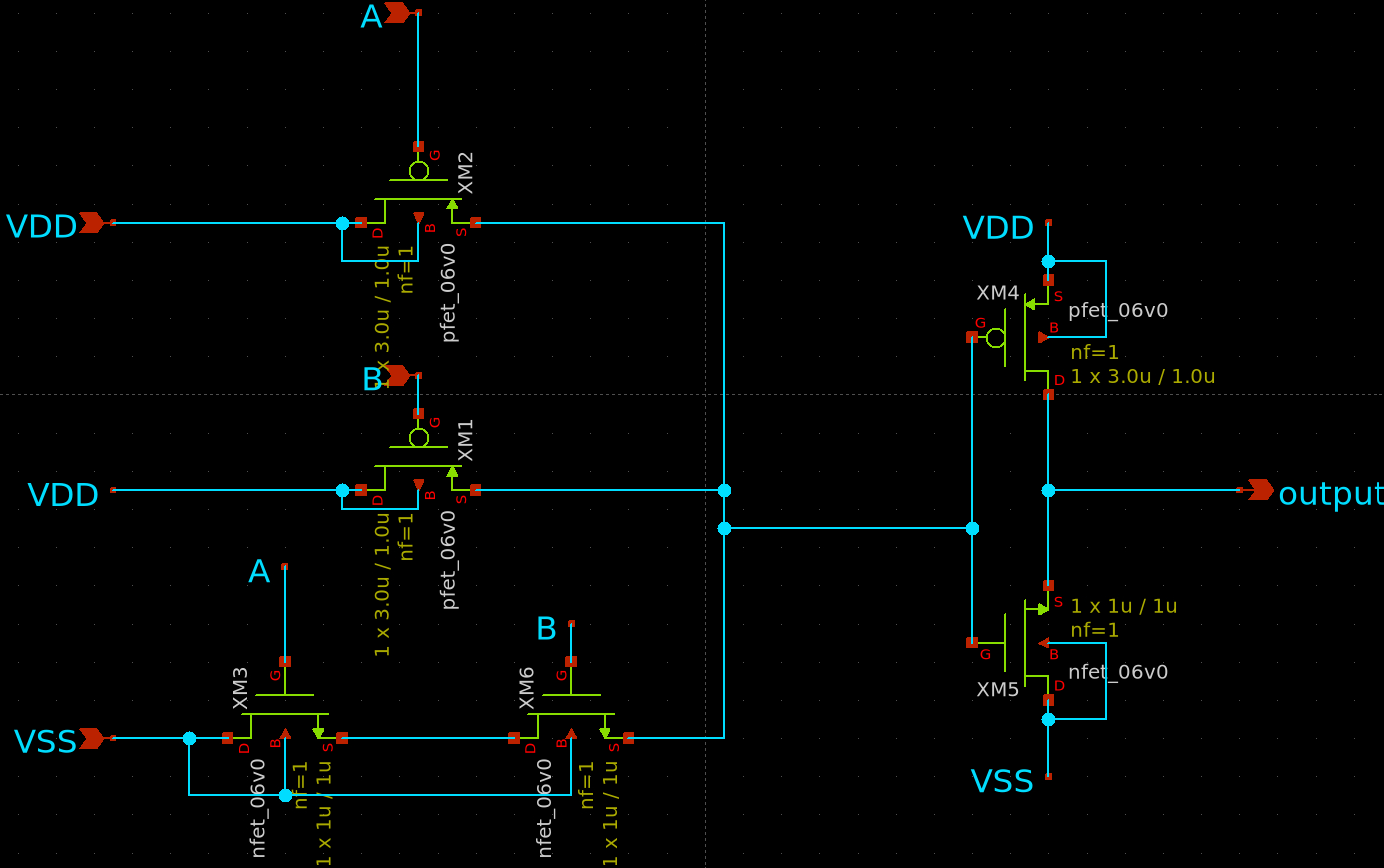 A
G
XM2
VDD
D
B
S
1 x 3.0u / 1.0u
nf=1
pfet_06v0
B
G
XM1
VDD
D
B
S
1 x 3.0u / 1.0u
nf=1
pfet_06v0
A
G
XM3
VSS
D
B
S
nfet_06v0
nf=1
1 x 1u / 1u
B
G
XM6
D
B
S
nfet_06v0
nf=1
1 x 1u / 1u
VDD
XM4
S
pfet_06v0
G
B
nf=1
D
1 x 3.0u / 1.0u
output
S
1 x 1u / 1u
nf=1
G
B
nfet_06v0
XM5
D
VSS